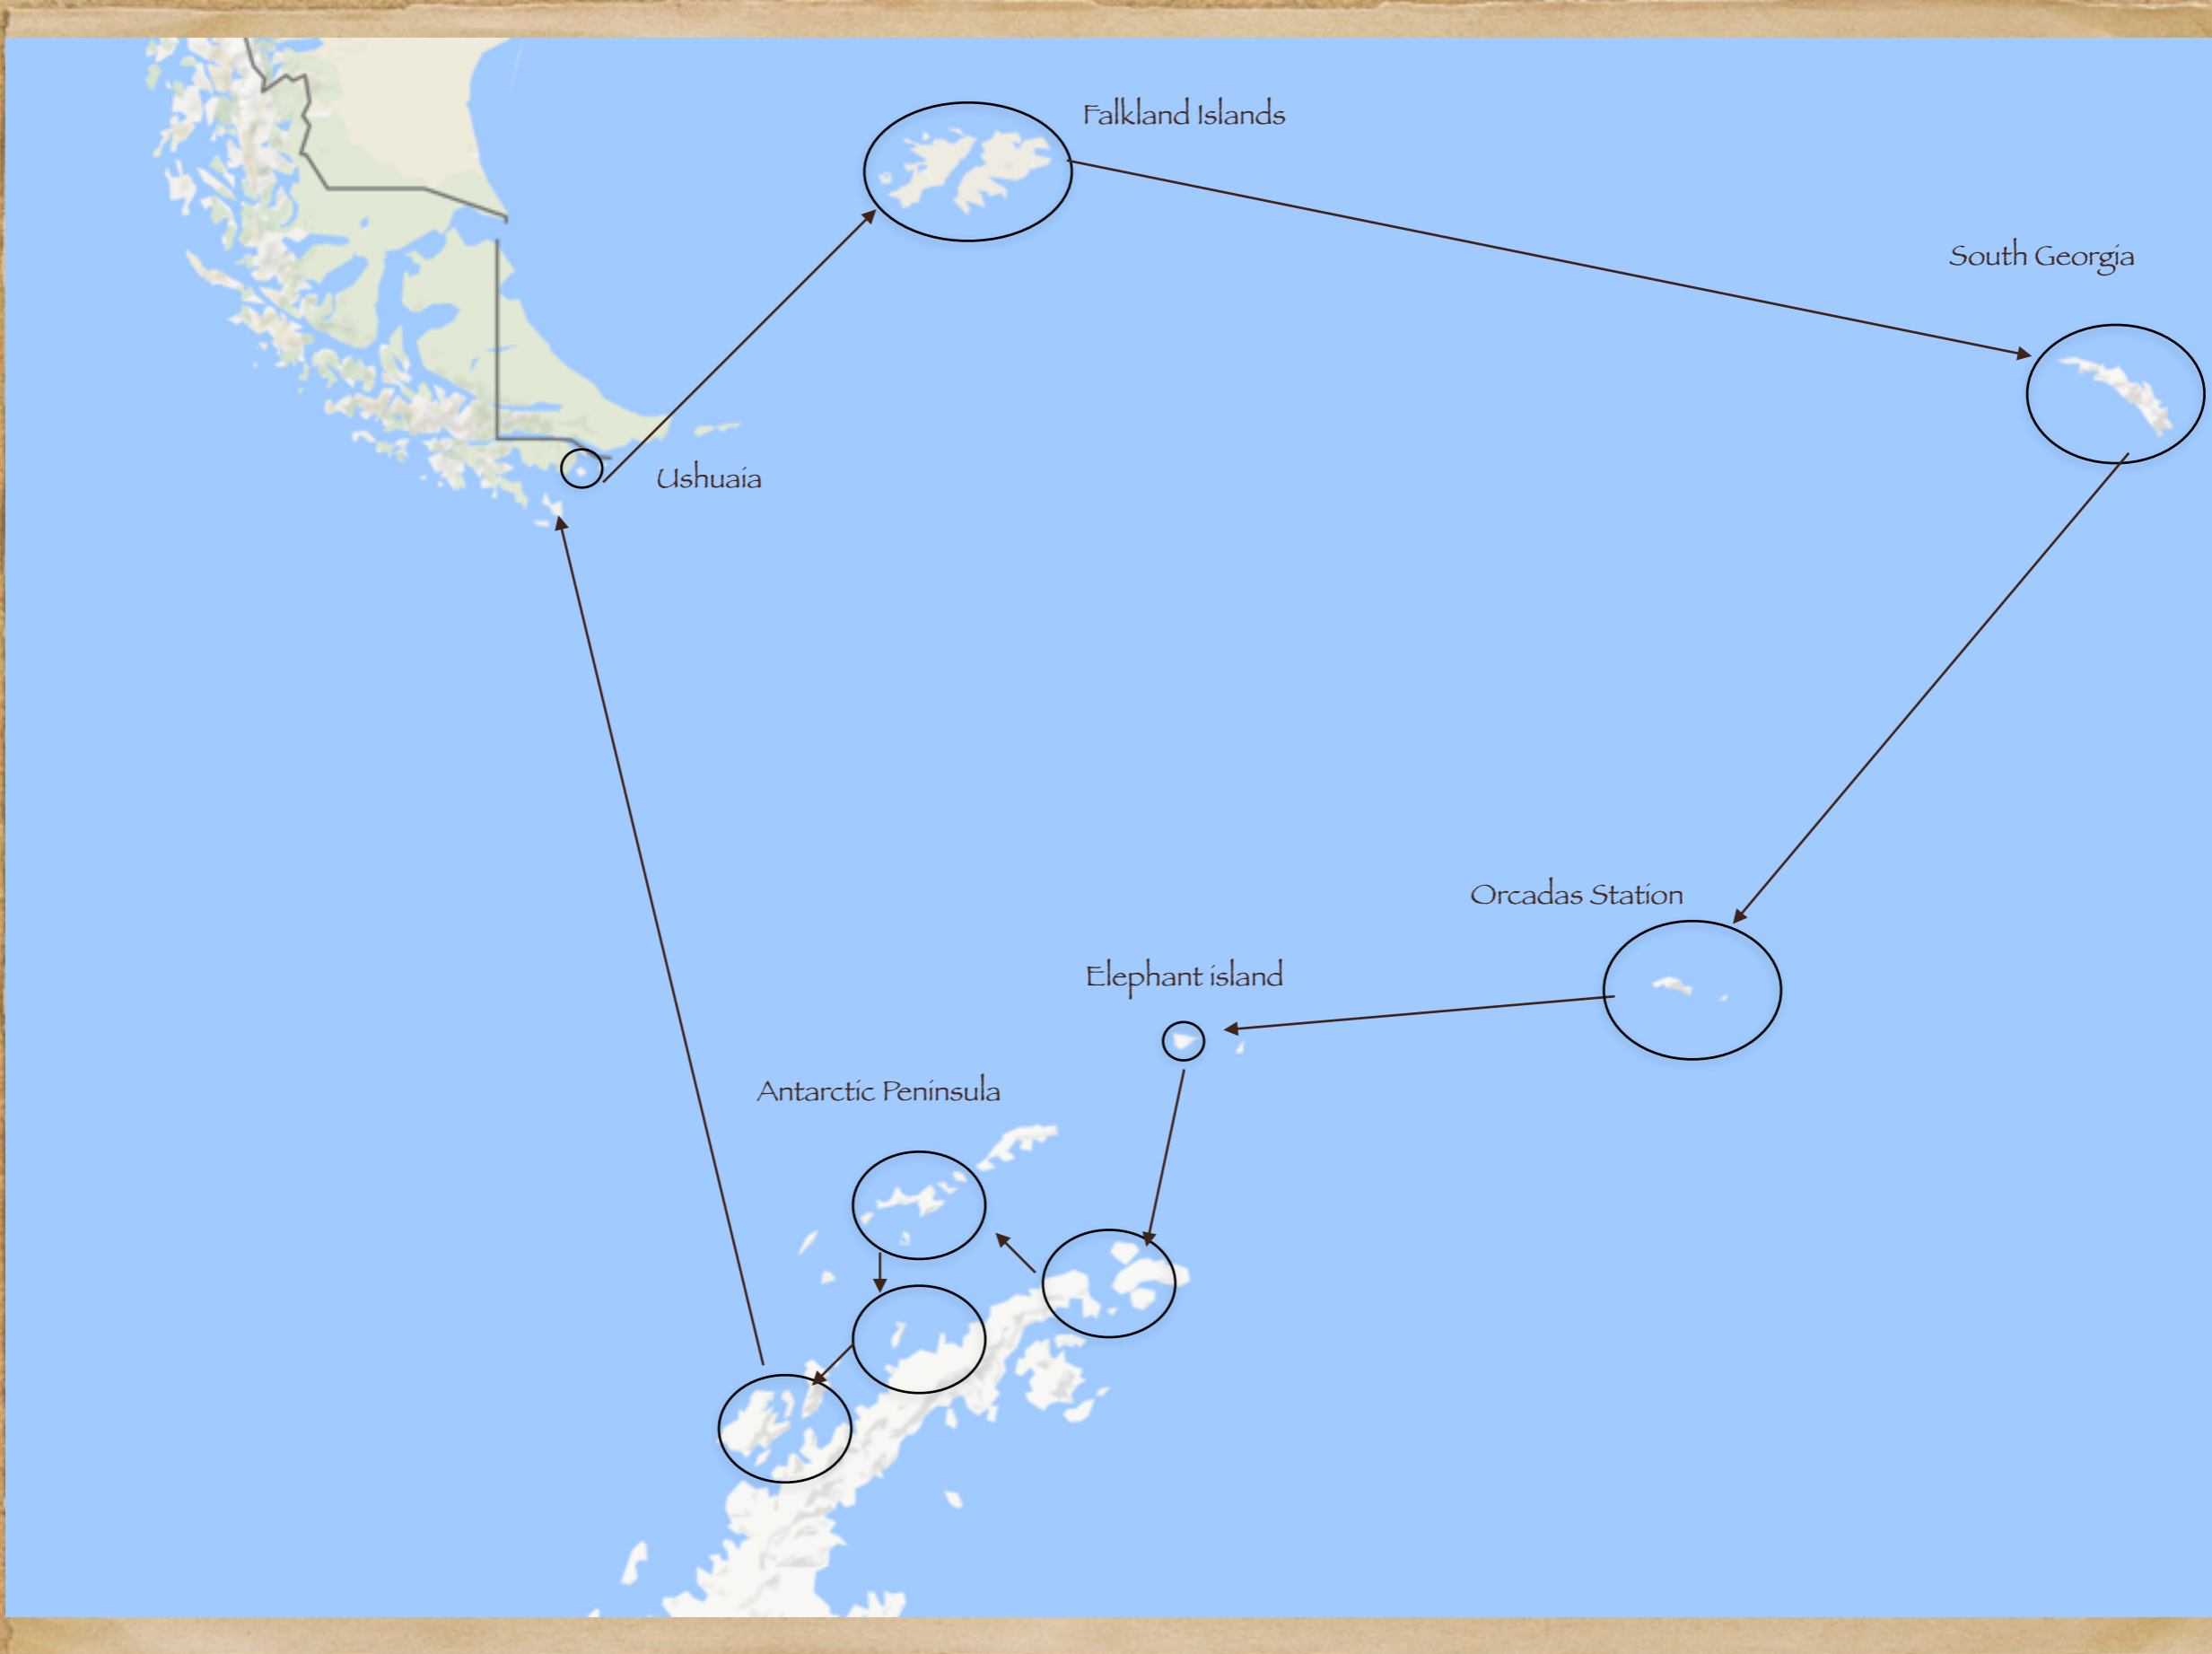 Falkland Islands
South Georgia
Ushuaia
Orcadas Station
Elephant island
Antarctic Peninsula